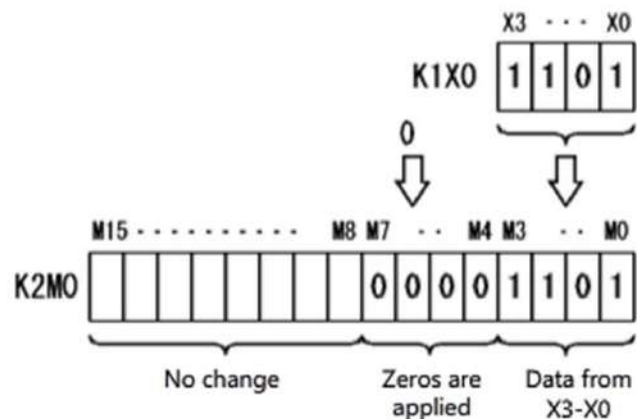 X3 · · · X0
K1X0 1 1 0 1
0
M15 · · · · · · · · · · M8 M7 · · M4 M3 · · M0
K2M0 0 0 0 0 1 1 0 1
No change Zeros are applied Data from X3-X0